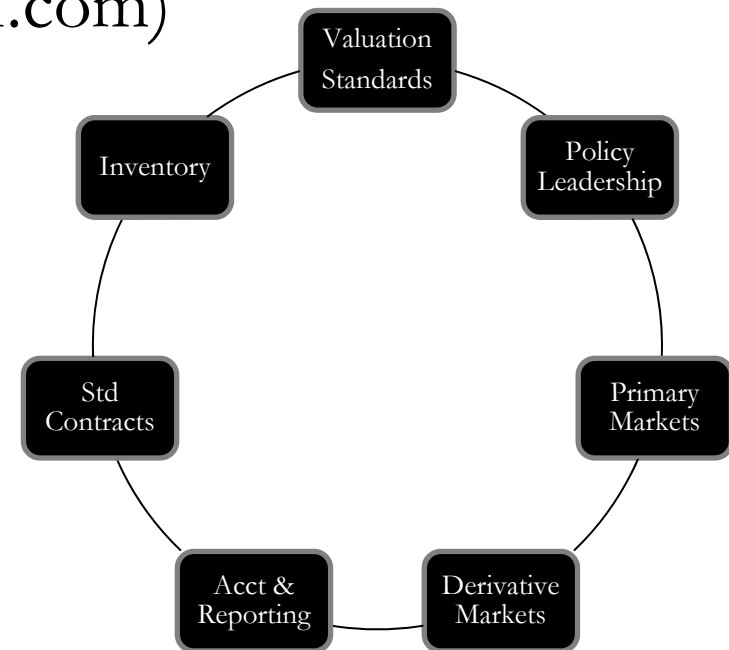 .com)
Valuation
Standards
Policy
Leadership
Primary
Markets
Derivative
Markets
Acct &
Reporting
Std
Contracts
Inventory